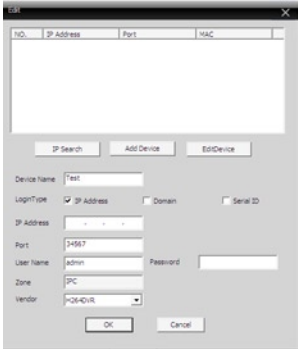 Edit
NO. IP Address Port MAC
IP Search Add Device EditDevice
Device Name Test
LoginType IP Address Domain Serial ID
IP Address . . .
Port 34567
User Name admin Password
Zone IPC
Vendor H264DVR
OK Cancel